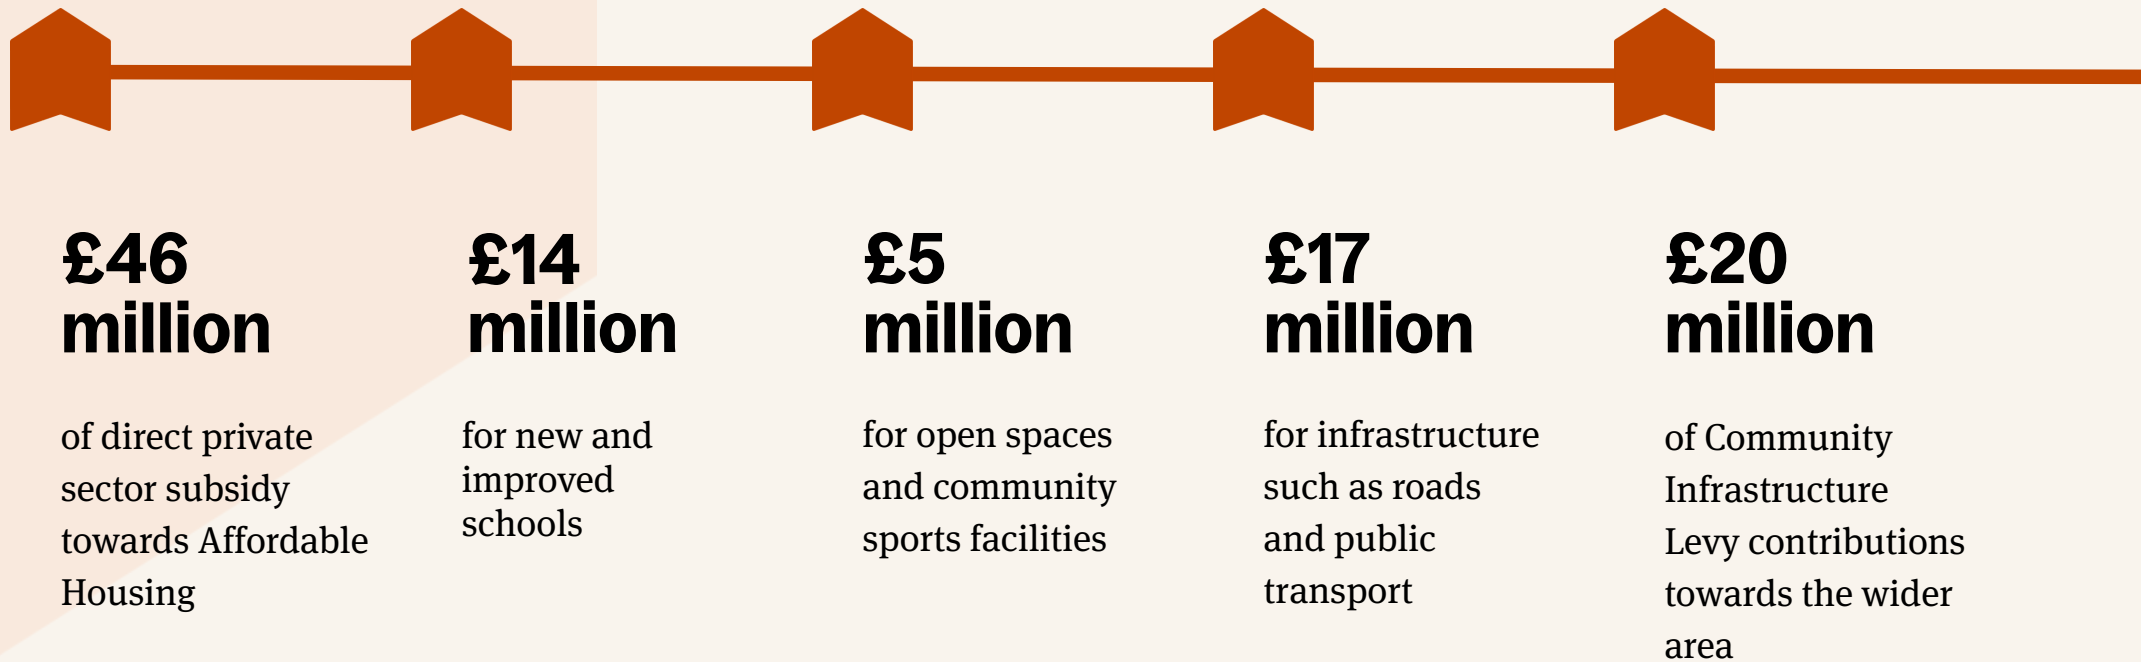 £46
million
of direct private
sector subsidy
towards Affordable
Housing
£14
million
for new and
improved
schools
£5
million
for open spaces
and community
sports facilities
£17
million
for infrastructure
such as roads
and public
transport
£20
million
of Community
Infrastructure
Levy contributions
towards the wider
area